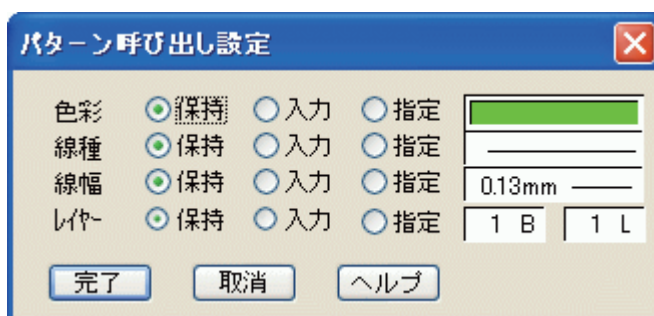 パターン呼び出し設定
色彩 保持 入力 指定
線種 保持 入力 指定
線幅 保持 入力 指定 0.13mm
レイヤー 保持 入力 指定 1 B 1 L
完了 取消 ヘルプ